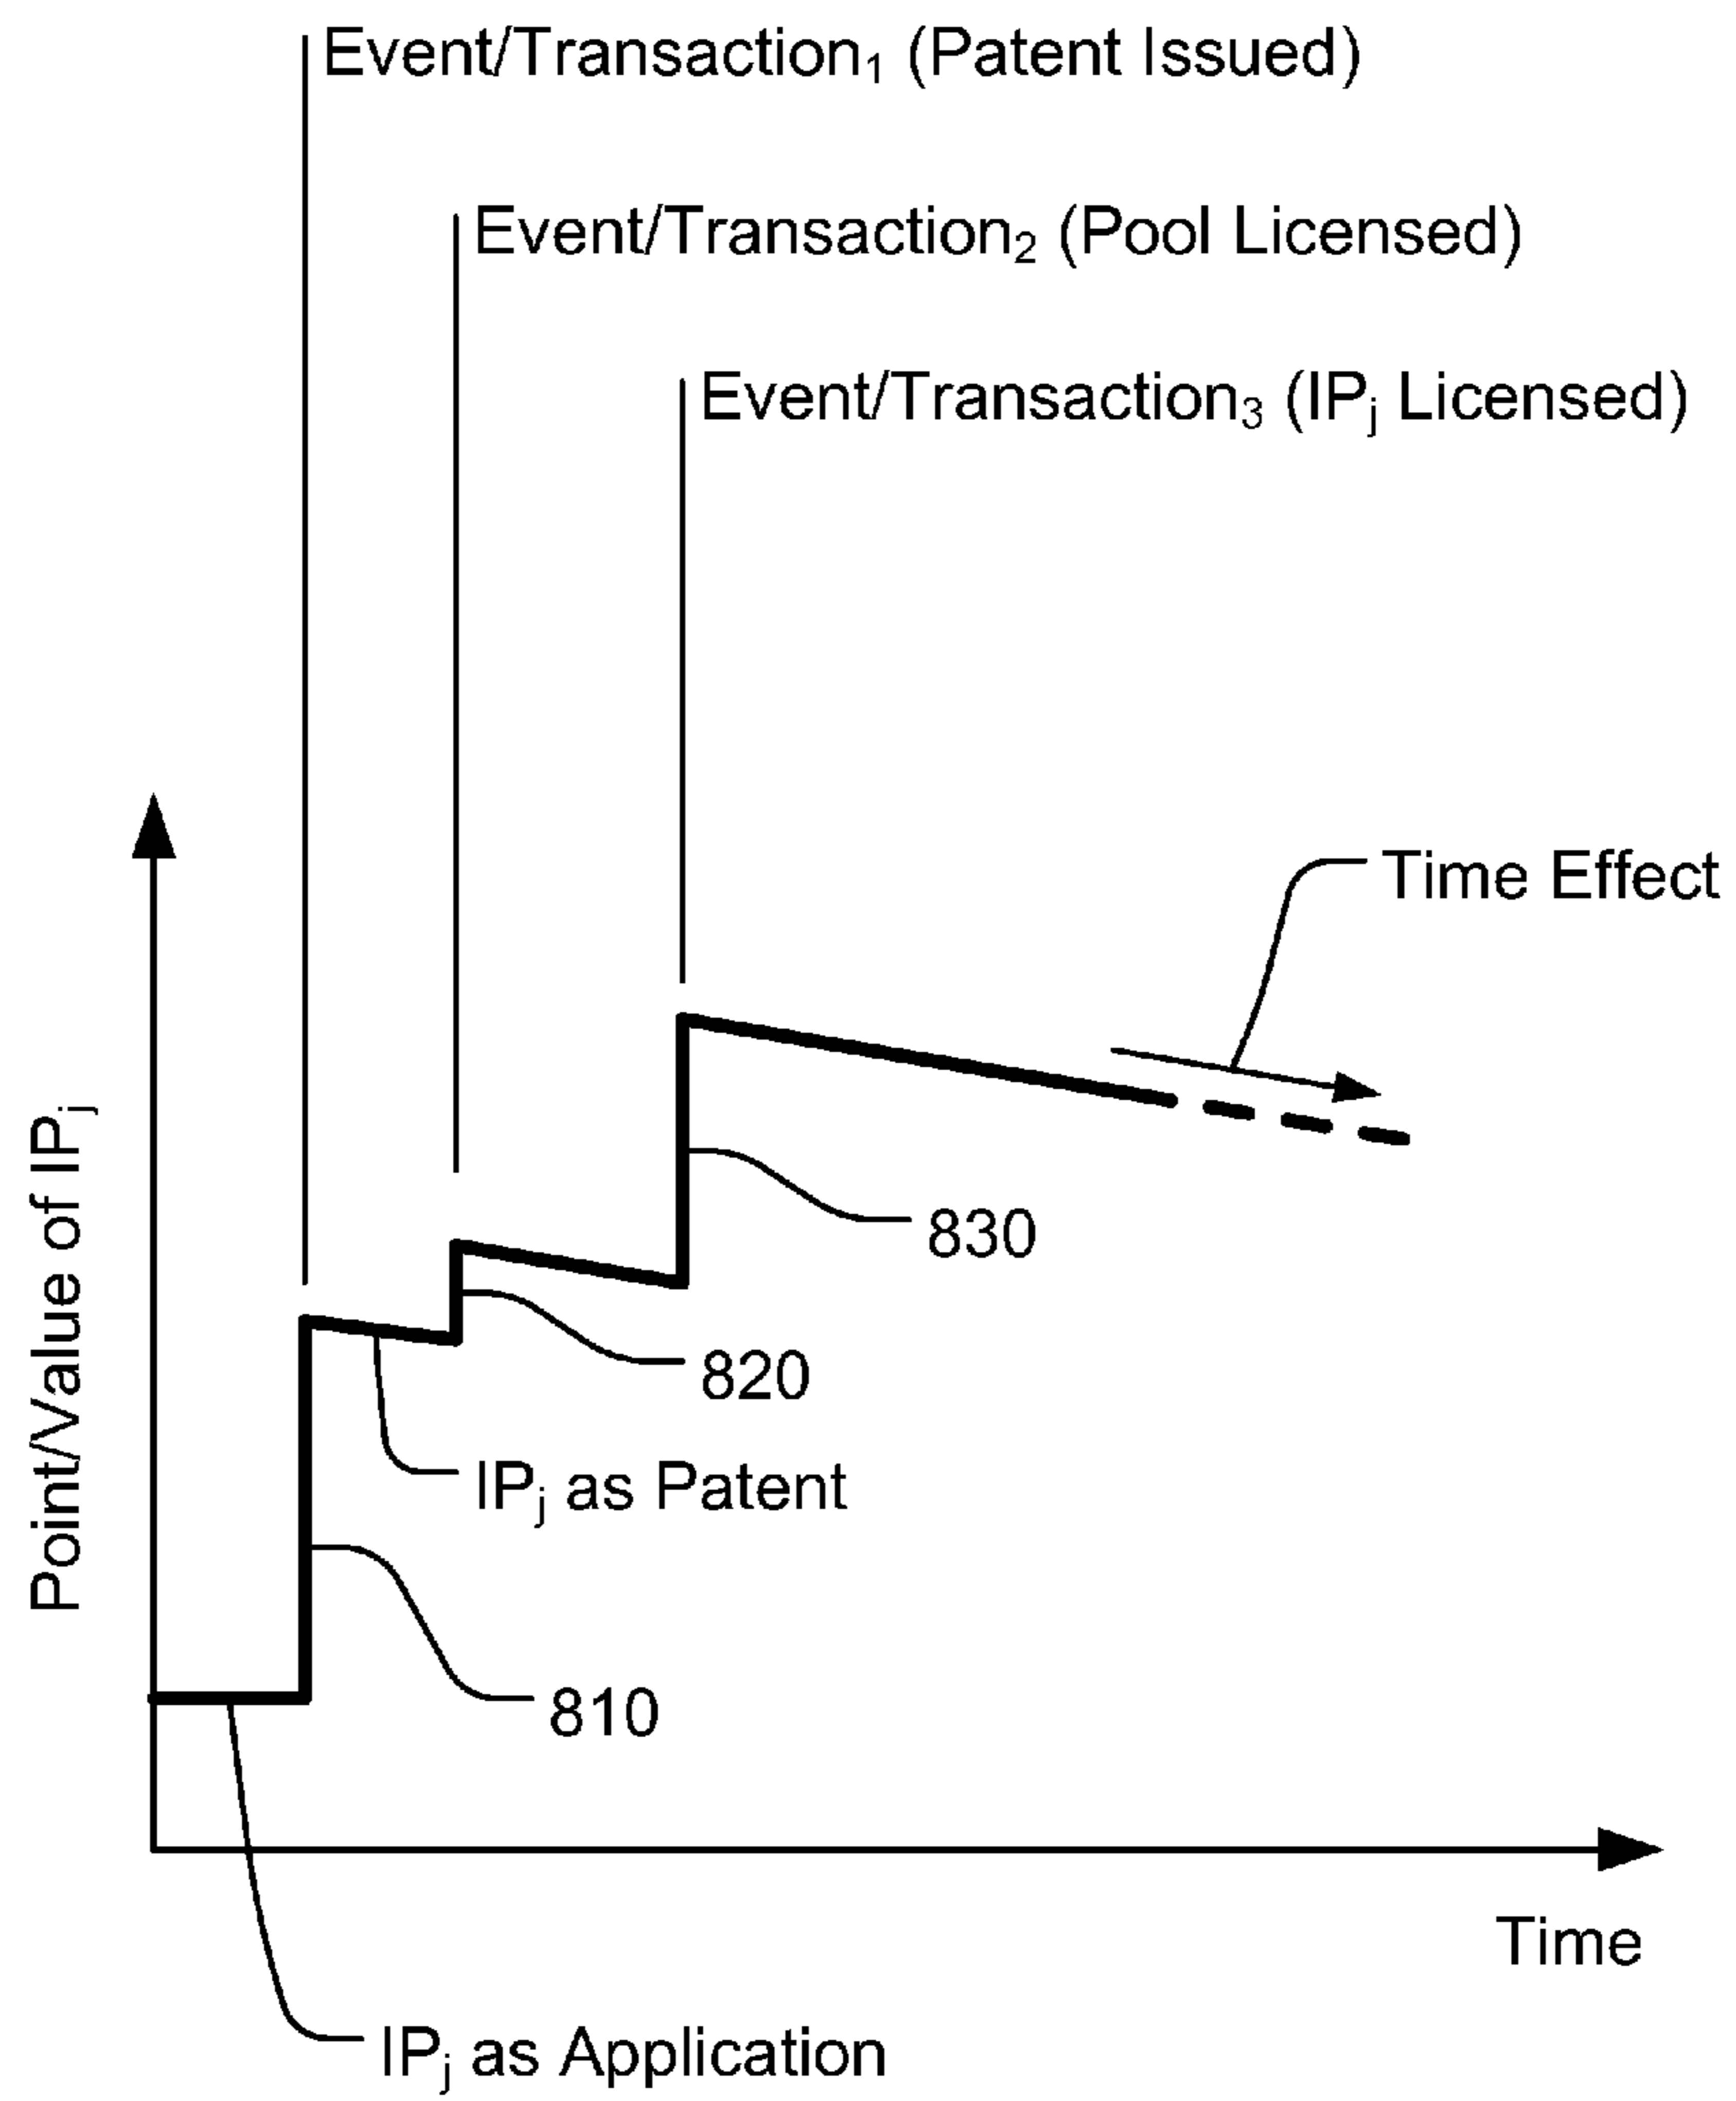 Event/Transaction₁ (Patent Issued)
Event/Transaction₂ (Pool Licensed)
Event/Transaction₃ (IPⱼ Licensed)
Time Effect
Point/Value of IPⱼ
830
820
IPⱼ as Patent
810
Time
IPⱼ as Application